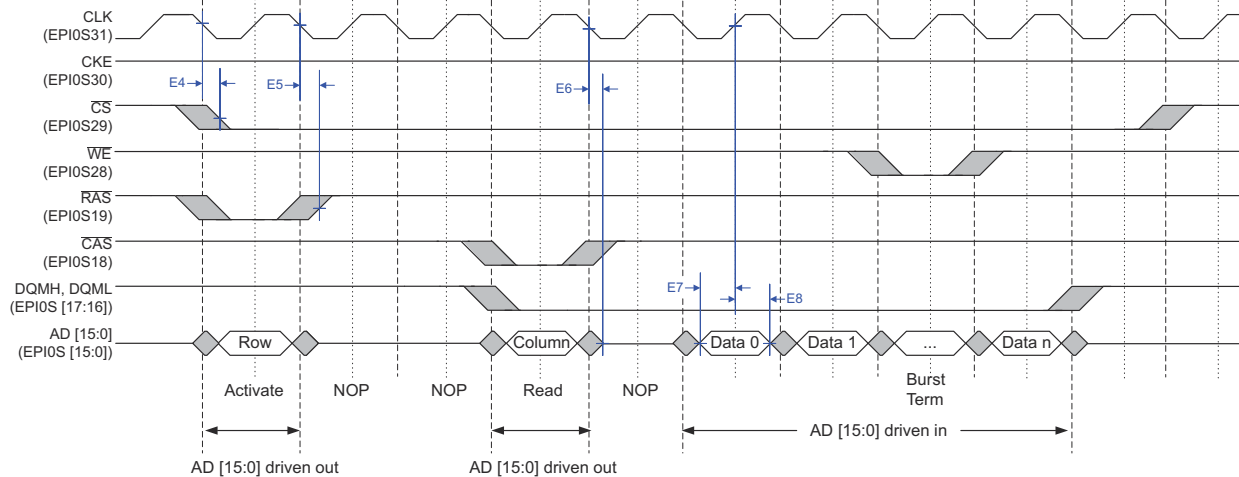 CLK
(EPI0S31)
CKE
(EPI0S30)
E4
E5
E6
CS
(EPI0S29)
WE
(EPI0S28)
RAS
(EPI0S19)
CAS
(EPI0S18)
DQMH, DQML
(EPI0S [17:16])
E7
E8
AD [15:0]
(EPI0S [15:0])
Row
Column
Data 0
Data 1
...
Data n
Activate
NOP
NOP
Read
NOP
Burst
Term
AD [15:0] driven in
AD [15:0] driven out
AD [15:0] driven out